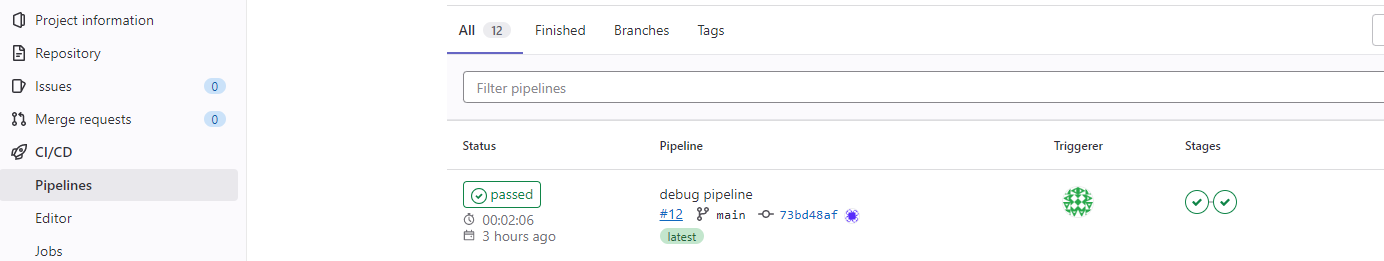 Project information
Repository
Issues 0
Merge requests 0
CI/CD
Pipelines
Editor
Jobs
All 12 Finished Branches Tags
Filter pipelines
Status Pipeline Triggerer Stages
passed
00:02:06
3 hours ago
debug pipeline
#12 main 73bd48af
latest